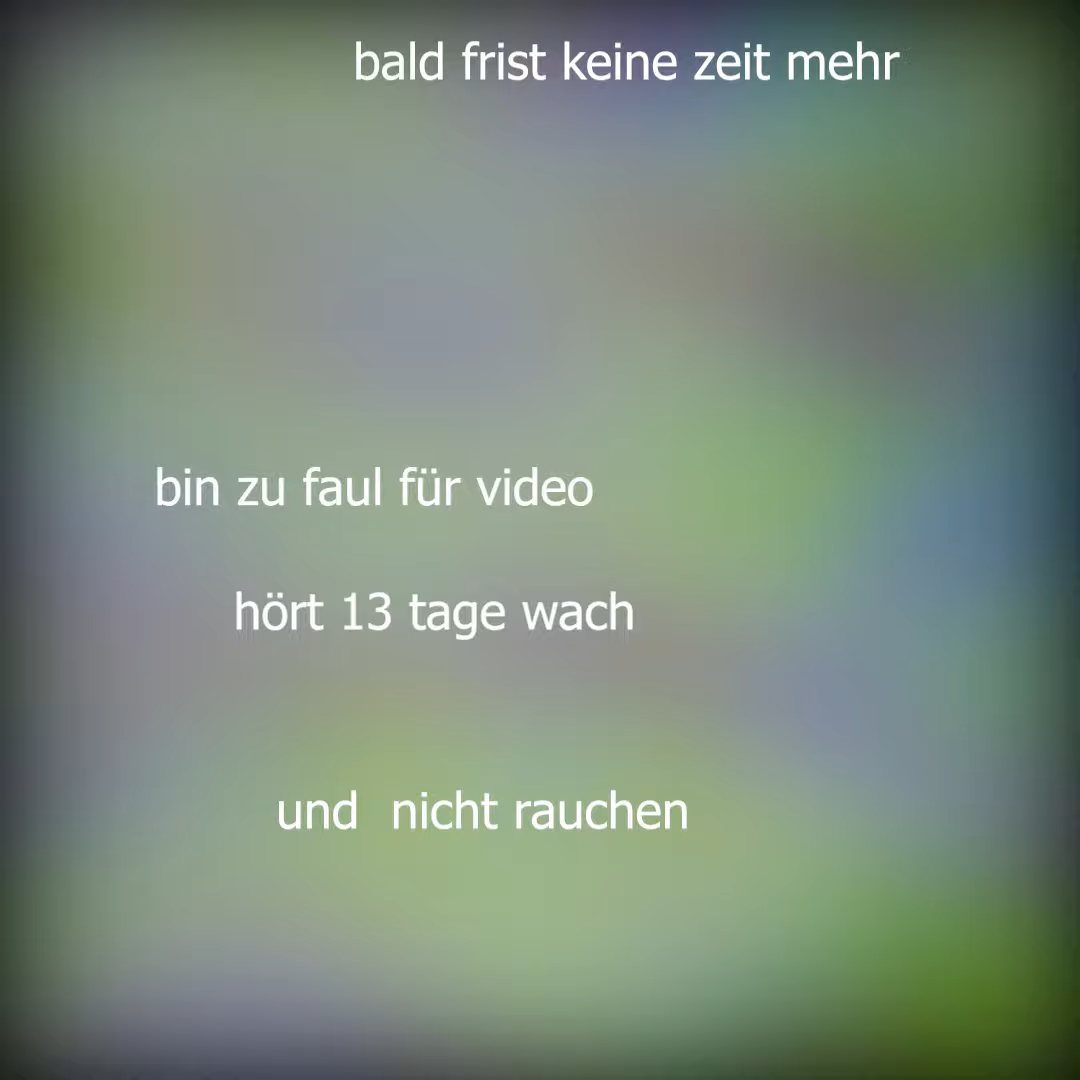 bald frist keine zeit mehr
bin zu faul für video
hört 13 tage wach
und  nicht rauchen